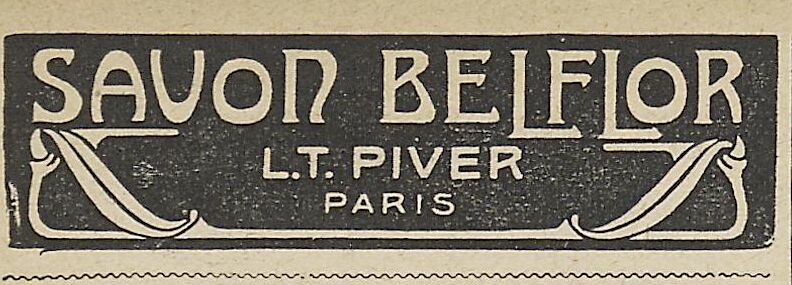 SAVON BELFLOR
L.T. PIVER
PARIS